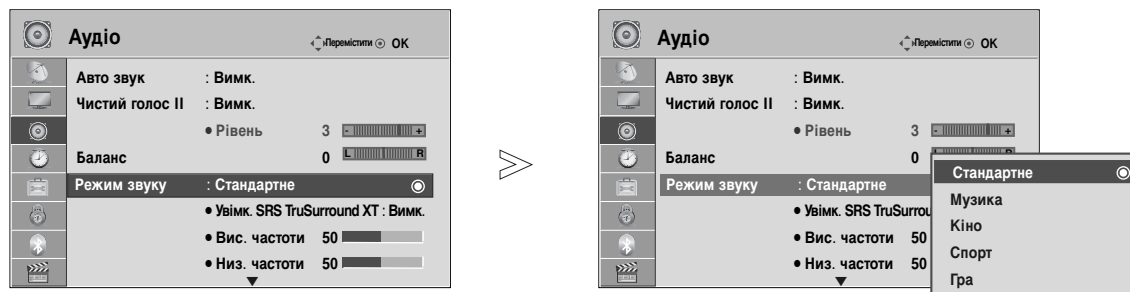 Аудіо
Перемістити OK
Авто звук : Вимк.
Чистий голос II : Вимк.
• Рівень 3 - +
Баланс 0 L R
Режим звуку : Стандартне
• Увімк. SRS TruSurround XT : Вимк.
• Вис. частоти 50
• Низ. частоти 50
Аудіо
Перемістити OK
Авто звук : Вимк.
Чистий голос II : Вимк.
• Рівень 3 - +
Баланс 0 L R
Режим звуку : Стандартне
• Увімк. SRS TruSurrou
• Вис. частоти 50
• Низ. частоти 50
Стандартне
Музика
Кіно
Спорт
Гра